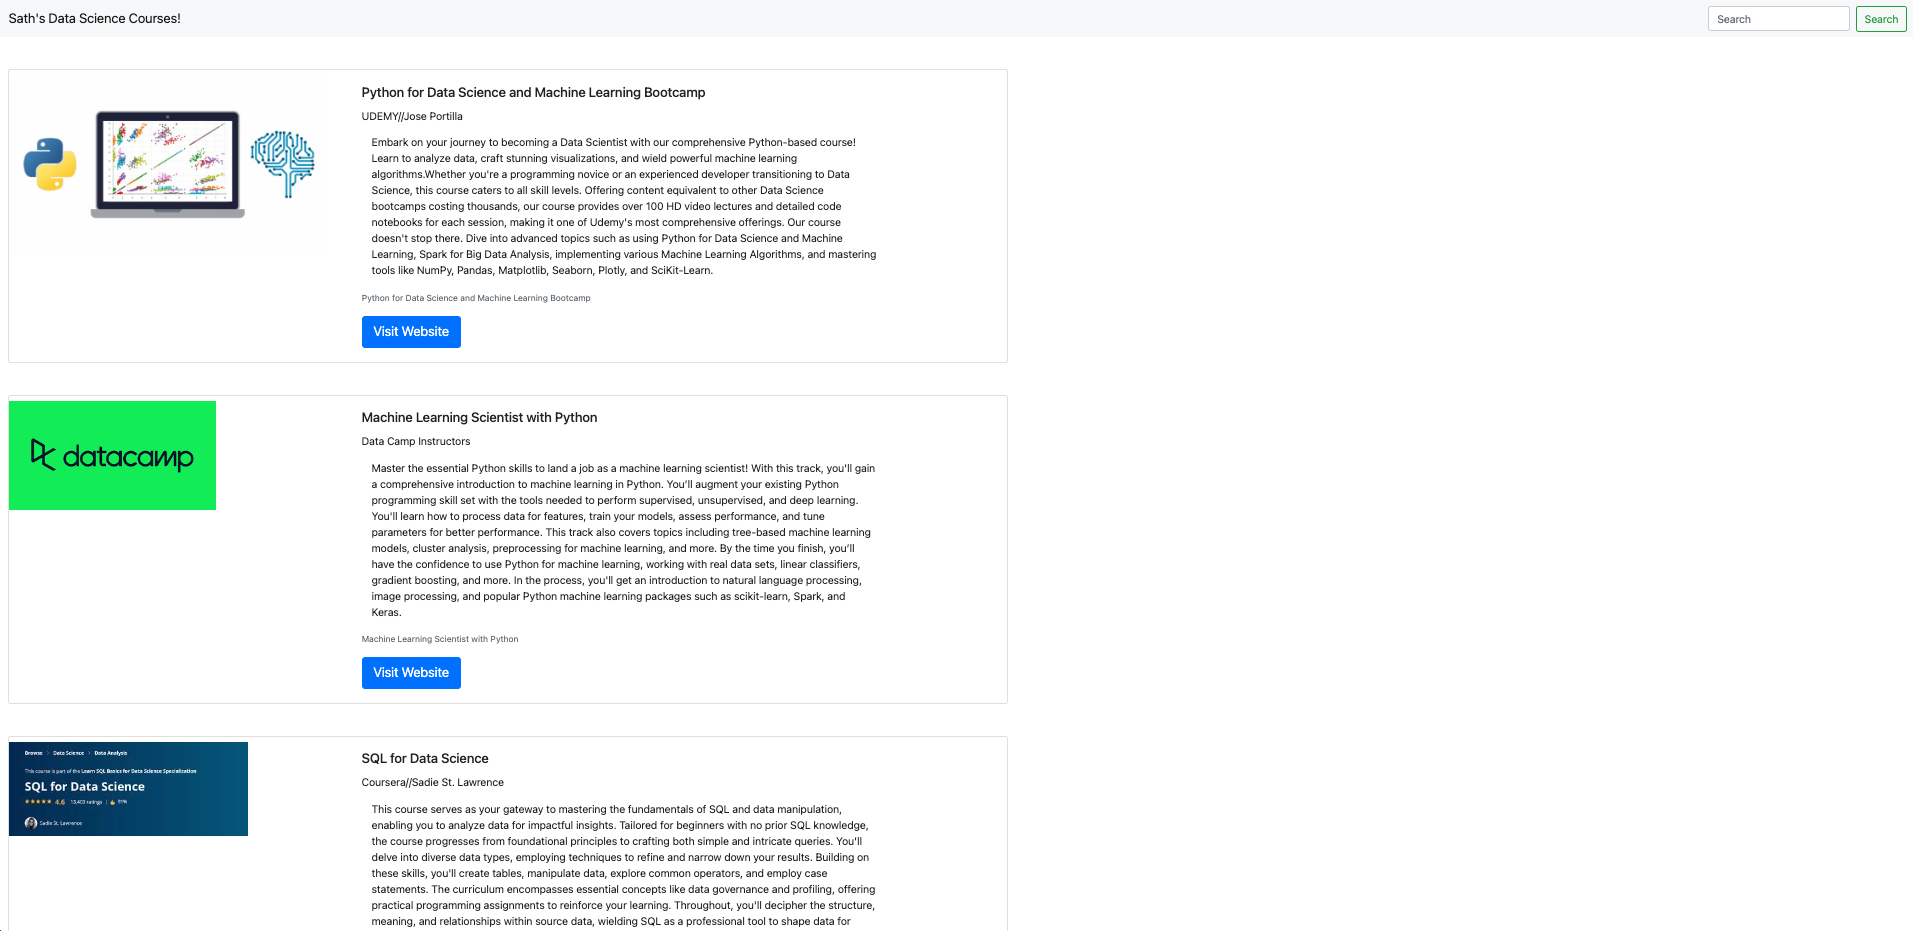 Sath's Data Science Courses!
Search
Search
Python for Data Science and Machine Learning Bootcamp
UDEMY//Jose Portilla
Embark on your journey to becoming a Data Scientist with our comprehensive Python-based course!
Learn to analyze data, craft stunning visualizations, and wield powerful machine learning
algorithms.Whether you're a programming novice or an experienced developer transitioning to Data
Science, this course caters to all skill levels. Offering content equivalent to other Data Science
bootcamps costing thousands, our course provides over 100 HD video lectures and detailed code
notebooks for each session, making it one of Udemy's most comprehensive offerings. Our course
doesn't stop there. Dive into advanced topics such as using Python for Data Science and Machine
Learning, Spark for Big Data Analysis, implementing various Machine Learning Algorithms, and mastering
tools like NumPy, Pandas, Matplotlib, Seaborn, Plotly, and SciKit-Learn.
Python for Data Science and Machine Learning Bootcamp
Visit Website
datacamp
Machine Learning Scientist with Python
Data Camp Instructors
Master the essential Python skills to land a job as a machine learning scientist! With this track, you'll gain
a comprehensive introduction to machine learning in Python. You'll augment your existing Python
programming skill set with the tools needed to perform supervised, unsupervised, and deep learning.
You'll learn how to process data for features, train your models, assess performance, and tune
parameters for better performance. This track also covers topics including tree-based machine learning
models, cluster analysis, preprocessing for machine learning, and more. By the time you finish, you'll
have the confidence to use Python for machine learning, working with real data sets, linear classifiers,
gradient boosting, and more. In the process, you'll get an introduction to natural language processing,
image processing, and popular Python machine learning packages such as scikit-learn, Spark, and
Keras.
Machine Learning Scientist with Python
Visit Website
Browse > Data Science > Data Analysis
This course is part of the Learn SQL Basics for Data Science Specialization
SQL for Data Science
★★★★★ 4.6 13,403 ratings | 91%
Sadie St. Lawrence
SQL for Data Science
Coursera//Sadie St. Lawrence
This course serves as your gateway to mastering the fundamentals of SQL and data manipulation,
enabling you to analyze data for impactful insights. Tailored for beginners with no prior SQL knowledge,
the course progresses from foundational principles to crafting both simple and intricate queries. You'll
delve into diverse data types, employing techniques to refine and narrow down your results. Building on
these skills, you'll create tables, manipulate data, explore common operators, and employ case
statements. The curriculum encompasses essential concepts like data governance and profiling, offering
practical programming assignments to reinforce your learning. Throughout, you'll decipher the structure,
meaning, and relationships within source data, wielding SQL as a professional tool to shape data for